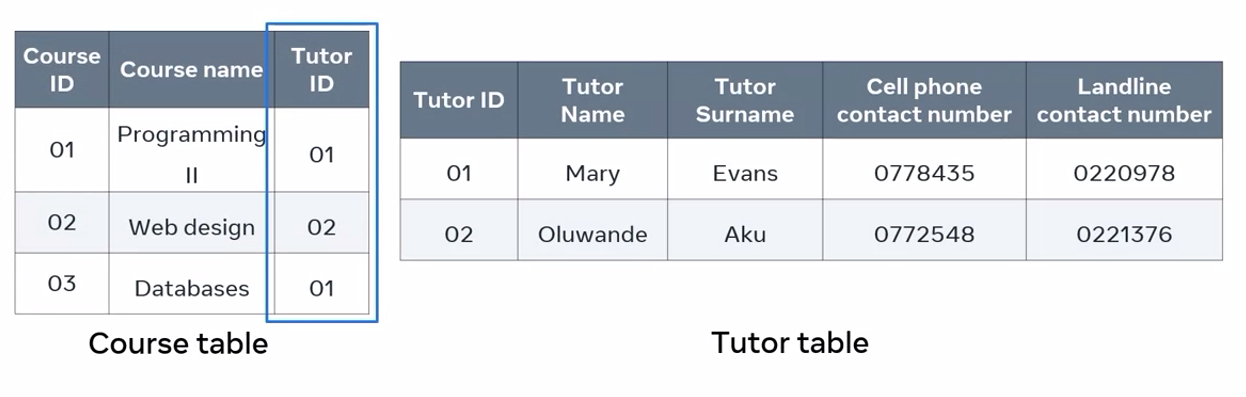 Course ID | Course name | Tutor ID
01 | Programming II | 01
02 | Web design | 02
03 | Databases | 01
Course table
Tutor ID | Tutor Name | Tutor Surname | Cell phone contact number | Landline contact number
01 | Mary | Evans | 0778435 | 0220978
02 | Oluwande | Aku | 0772548 | 0221376
Tutor table